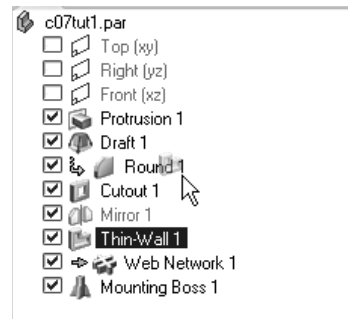 c07tut1.par
Top (xy)
Right (yz)
Front (xz)
Protrusion 1
Draft 1
Round 1
Cutout 1
Mirror 1
Thin-Wall 1
Web Network 1
Mounting Boss 1